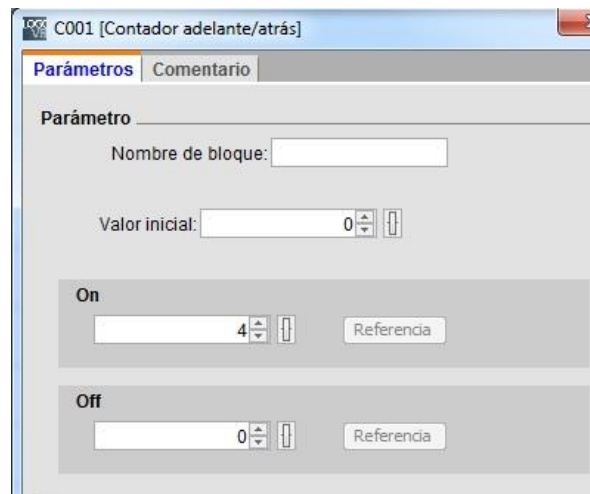 C001 [Contador adelante/atrás]
Parámetros Comentario
Parámetro
Nombre de bloque:
Valor inicial: 0
On
4 Referencia
Off
0 Referencia